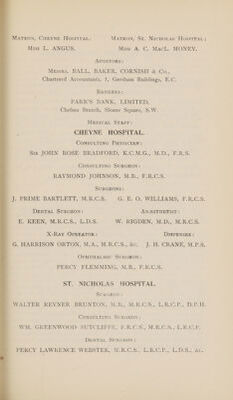 Matron, Cheyne Hospital: Matron, St. Nicholas Hospital:
Miss L. ANGUS. Miss A. C. MacL. HONEY.
Auditors:
Messrs. BALL, BAKER, CORNISH & Co.,
Chartered Accountants, 1, Gresham Buildings, E.C.
Bankers:
PARR'S BANK, LIMITED,
Chelsea Branch, Sloane Square, S.W.
Medical Staff:
CHEYNE HOSPITAL.
Consulting Physician:
Sir JOHN ROSE BRADFORD, K.C.M.G., M.D., F.R.S.
Consulting Surgeon:
RAYMOND JOHNSON, M.B., F.R.C.S.
Surgeons:
J. PRIME BARTLETT, M.R.C.S. G. E. O. WILLIAMS, F.R.C.S.
Dental Surgeon: Anæsthetist:
E. KEEN, M.R.C.S., L.D.S. W. RIGDEN, M.D., M.R.C.S.
X-Ray Operator: Dispenser:
G. HARRISON ORTON, M.A., M.R.C.S., &c. J. H. CRANE, M.P.S.
Ophthalmic Surgeon:
PERCY FLEMMING, M.B., F.R.C.S.
ST. NICHOLAS HOSPITAL.
Surgeon:
WALTER REYNER BRUNTON, M.B., M.R.C.S., L.R.C.P., D.P.H.
Consulting Surgeon:
WM. GREENWOOD SUTCLIFFE, F.R.C.S., M.R.C.S., L.R.C.P.
Dental Surgeon:
PERCY LAWRENCE WEBSTER, M.R.C.S., L.R.C.P., L.D.S., &c.